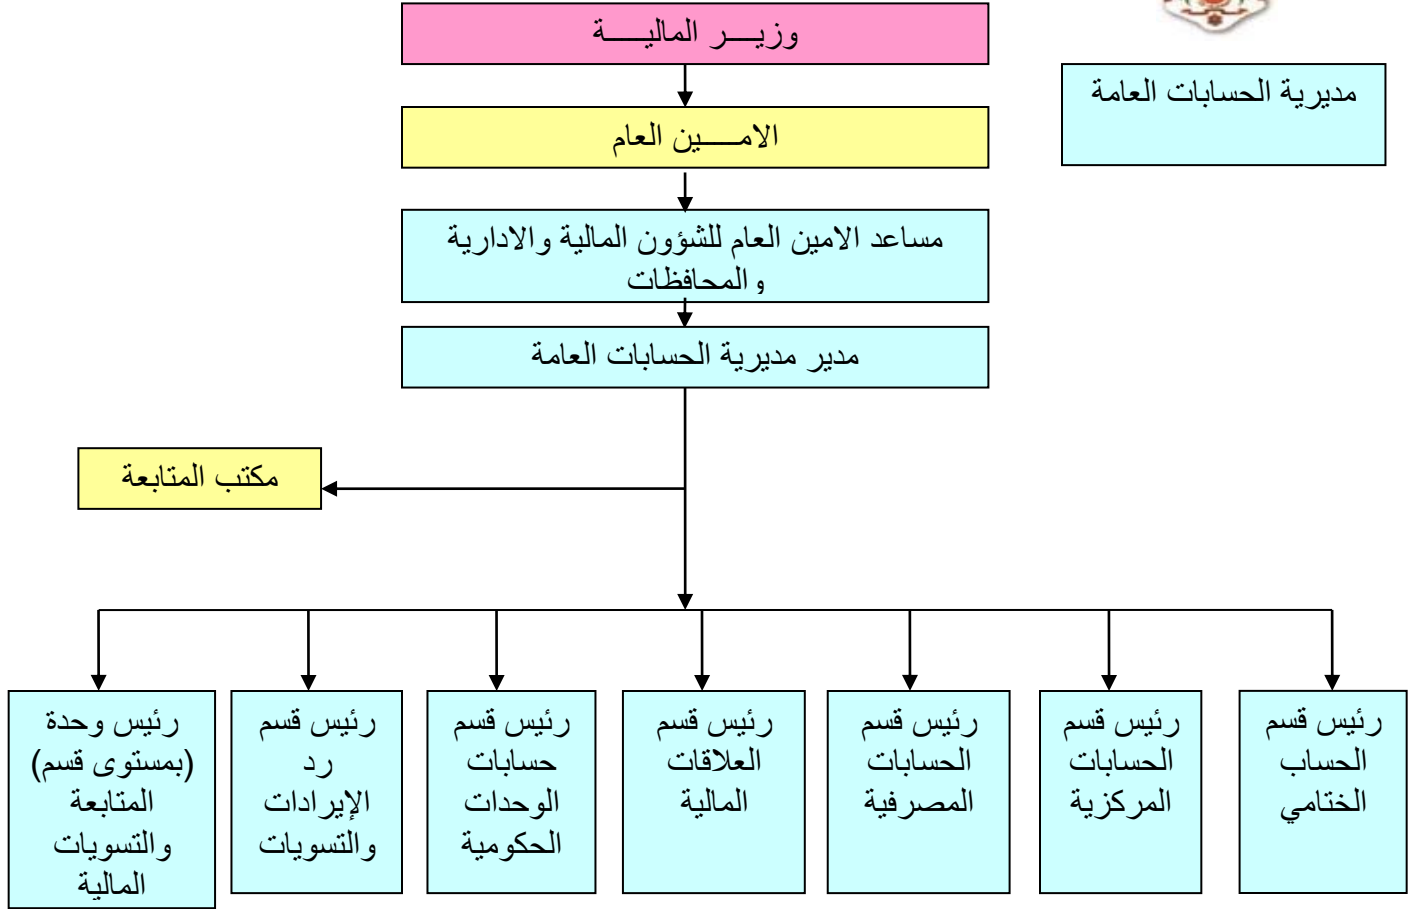 وزيـــر الماليـــة
مديرية الحسابات العامة
الامـــين العام
مساعد الامين العام للشؤون المالية والادارية
والمحافظات
مدير مديرية الحسابات العامة
مكتب المتابعة
رئيس قسم
الحساب
الختامي
رئيس قسم
الحسابات
المركزية
رئيس قسم
الحسابات
المصرفية
رئيس قسم
العلاقات
المالية
رئيس قسم
حسابات
الوحدات
الحكومية
رئيس قسم
رد
الإيرادات
والتسويات
رئيس وحدة
(بمستوى قسم)
المتابعة
والتسويات
المالية